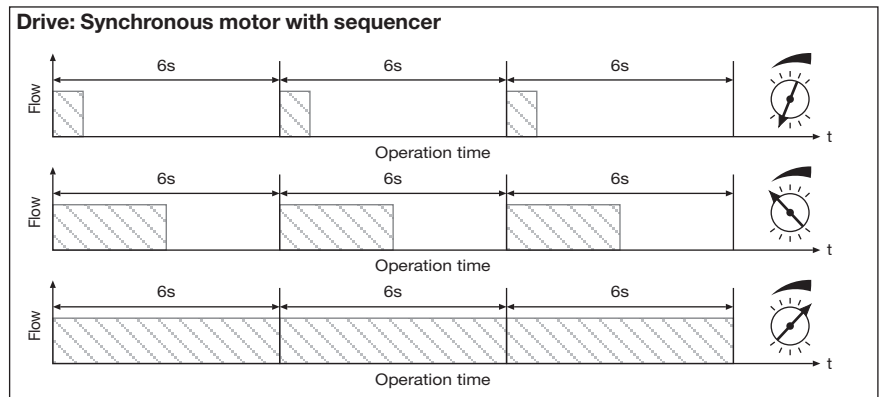 Drive: Synchronous motor with sequencer
6s 6s 6s
Flow
t
Operation time
6s 6s 6s
Flow
t
Operation time
6s 6s 6s
Flow
t
Operation time